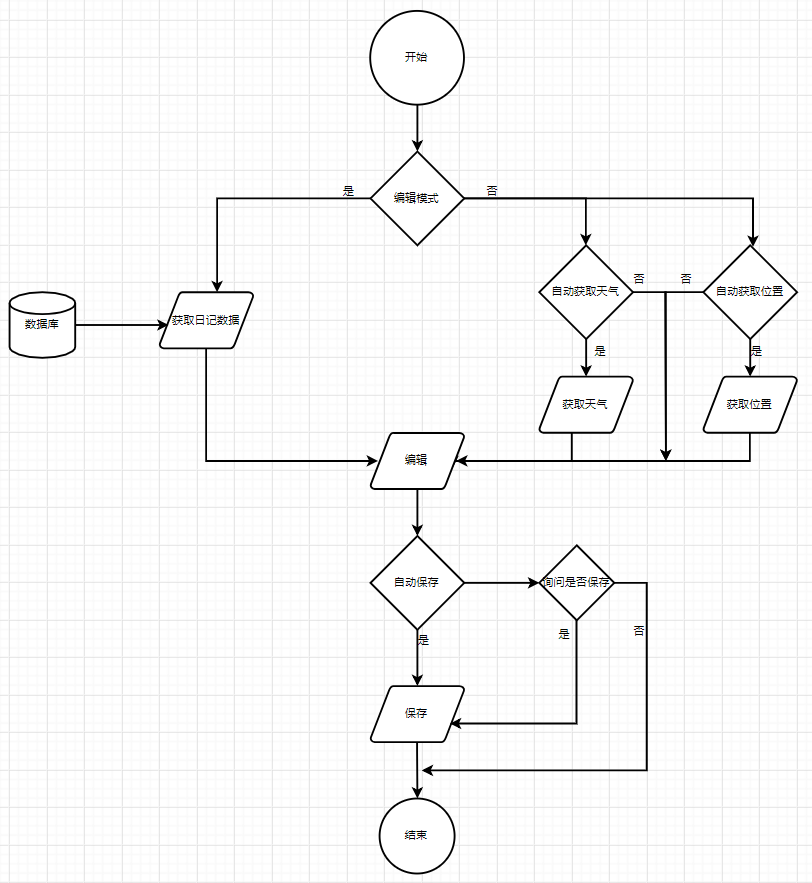 开始
编辑模式
是
否
自动获取天气
否
否
自动获取位置
数据库
获取日记数据
是
是
获取天气
获取位置
编辑
自动保存
询问是否保存
是
是
否
保存
结束